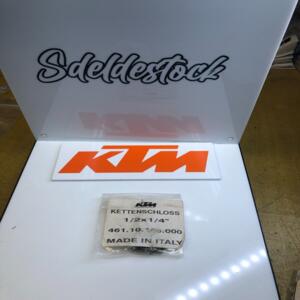 Sdeldestock
KTM
KTM
KETTENSCHLOSS
1/2x1/4"
MADE IN ITALY